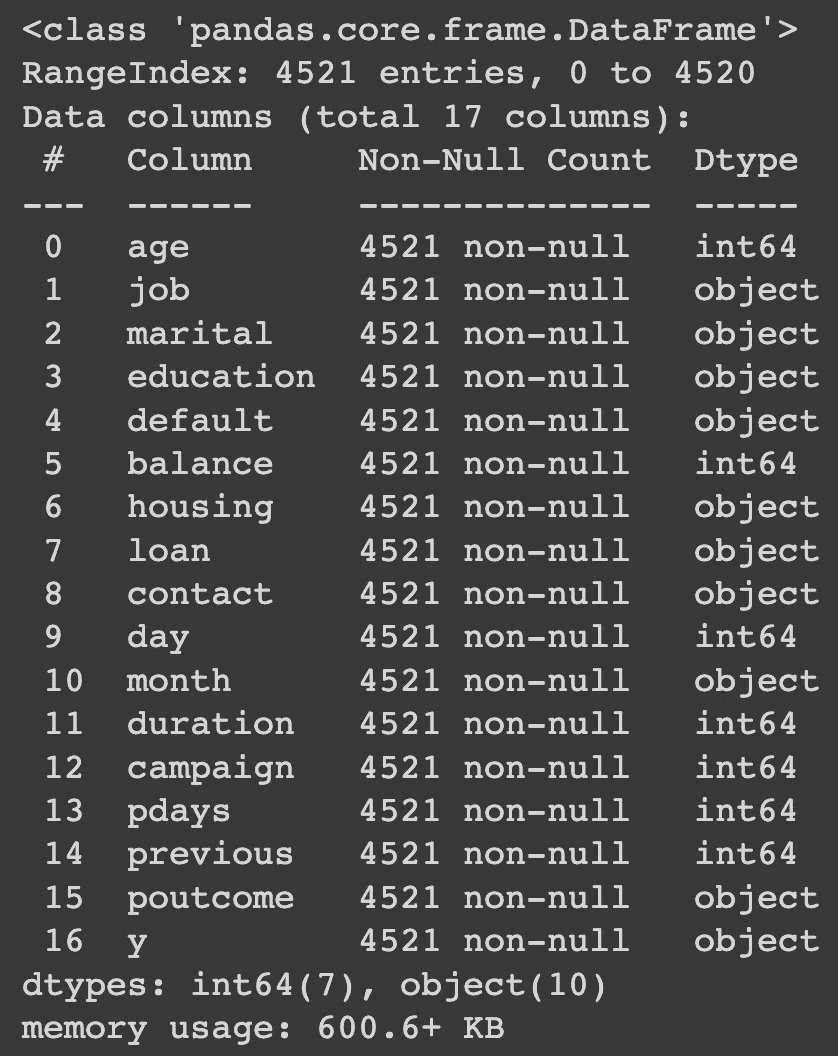 <class 'pandas.core.frame.DataFrame'>
RangeIndex: 4521 entries, 0 to 4520
Data columns (total 17 columns):
 #   Column     Non-Null Count  Dtype
---  ------     --------------  -----
 0   age        4521 non-null   int64
 1   job        4521 non-null   object
 2   marital    4521 non-null   object
 3   education  4521 non-null   object
 4   default    4521 non-null   object
 5   balance    4521 non-null   int64
 6   housing    4521 non-null   object
 7   loan       4521 non-null   object
 8   contact    4521 non-null   object
 9   day        4521 non-null   int64
 10  month      4521 non-null   object
 11  duration   4521 non-null   int64
 12  campaign   4521 non-null   int64
 13  pdays      4521 non-null   int64
 14  previous   4521 non-null   int64
 15  poutcome   4521 non-null   object
 16  y          4521 non-null   object
dtypes: int64(7), object(10)
memory usage: 600.6+ KB